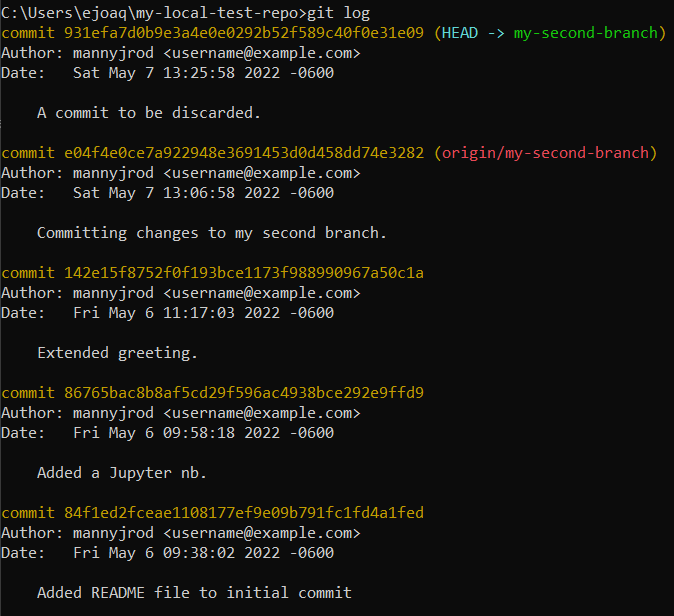 C:\Users\ejoaq\my-local-test-repo>git log
commit 931efa7d0b9e3a4e0e0292b52f589c40f0e31e09 (HEAD -> my-second-branch)
Author: mannyjrod <username@example.com>
Date:   Sat May 7 13:25:58 2022 -0600
    A commit to be discarded.
commit e04f4e0ce7a922948e3691453d0d458dd74e3282 (origin/my-second-branch)
Author: mannyjrod <username@example.com>
Date:   Sat May 7 13:06:58 2022 -0600
    Committing changes to my second branch.
commit 142e15f8752f0f193bce1173f988990967a50c1a
Author: mannyjrod <username@example.com>
Date:   Fri May 6 11:17:03 2022 -0600
    Extended greeting.
commit 86765bac8b8af5cd29f596ac4938bce292e9ffd9
Author: mannyjrod <username@example.com>
Date:   Fri May 6 09:58:18 2022 -0600
    Added a Jupyter nb.
commit 84f1ed2fceae1108177ef9e09b791fc1fd4a1fed
Author: mannyjrod <username@example.com>
Date:   Fri May 6 09:38:02 2022 -0600
    Added README file to initial commit